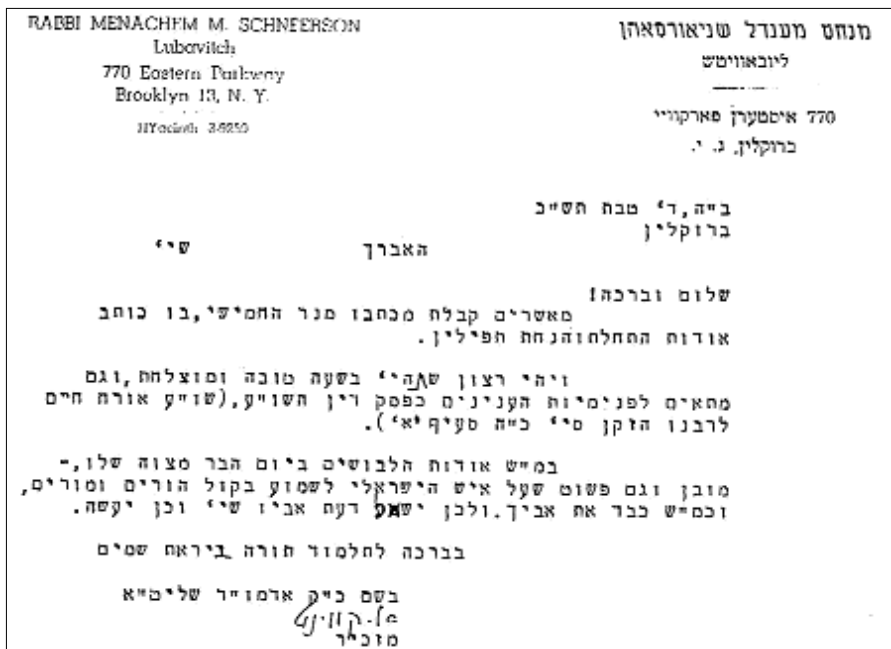 RABBI MENACHEM M. SCHNEERSON
Lubavitch
770 Eastern Parkway
Brooklyn 13, N. Y.
HYacinth 3-9250
מנחם מענדל שניאורסאהן
ליובאוויטש
770 איסטערן פארקוויי
ברוקלין, נ. י.
ב"ה, ד' טבת תש"כ
ברוקלין
האברך שי'
שלום וברכה!
מאשרים קבלת מכתבו מנר החמישי, בו כותב
אודות התחלתו הנחת תפילין.
ויהי רצון שתהי' בשעה טובה ומוצלחת, וגם
מתאים לפנימיות הענינים כפסק דין השו"ע, (שו"ע אורח חיים
לרבנו הזקן סי' כ"ה סעיף י"א).
במ"ש אודות הלבושים ביום הבר מצוה שלו, -
מובן וגם פשוט שעל איש הישראלי לשמוע בקול הורים ומורים,
וכמ"ש כבד את אביך. ולכן ישאל דעת אביו שי' וכן יעשה.
בברכה לתלמוד תורה ביראת שמים
בשם כ"ק אדמו"ר שליט"א
מזכיר